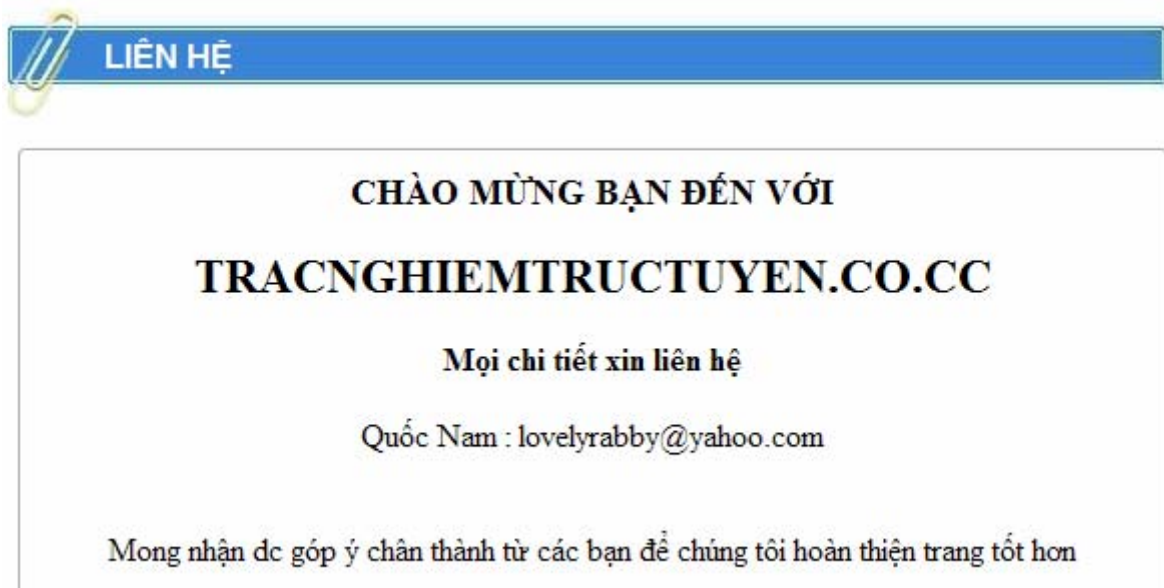 LIÊN HỆ
CHÀO MỪNG BẠN ĐẾN VỚI
TRACNGHIEMTRUCTUYEN.CO.CC
Mọi chi tiết xin liên hệ
Quốc Nam : lovelyrabby@yahoo.com
Mong nhận dc góp ý chân thành từ các bạn để chúng tôi hoàn thiện trang tốt hơn